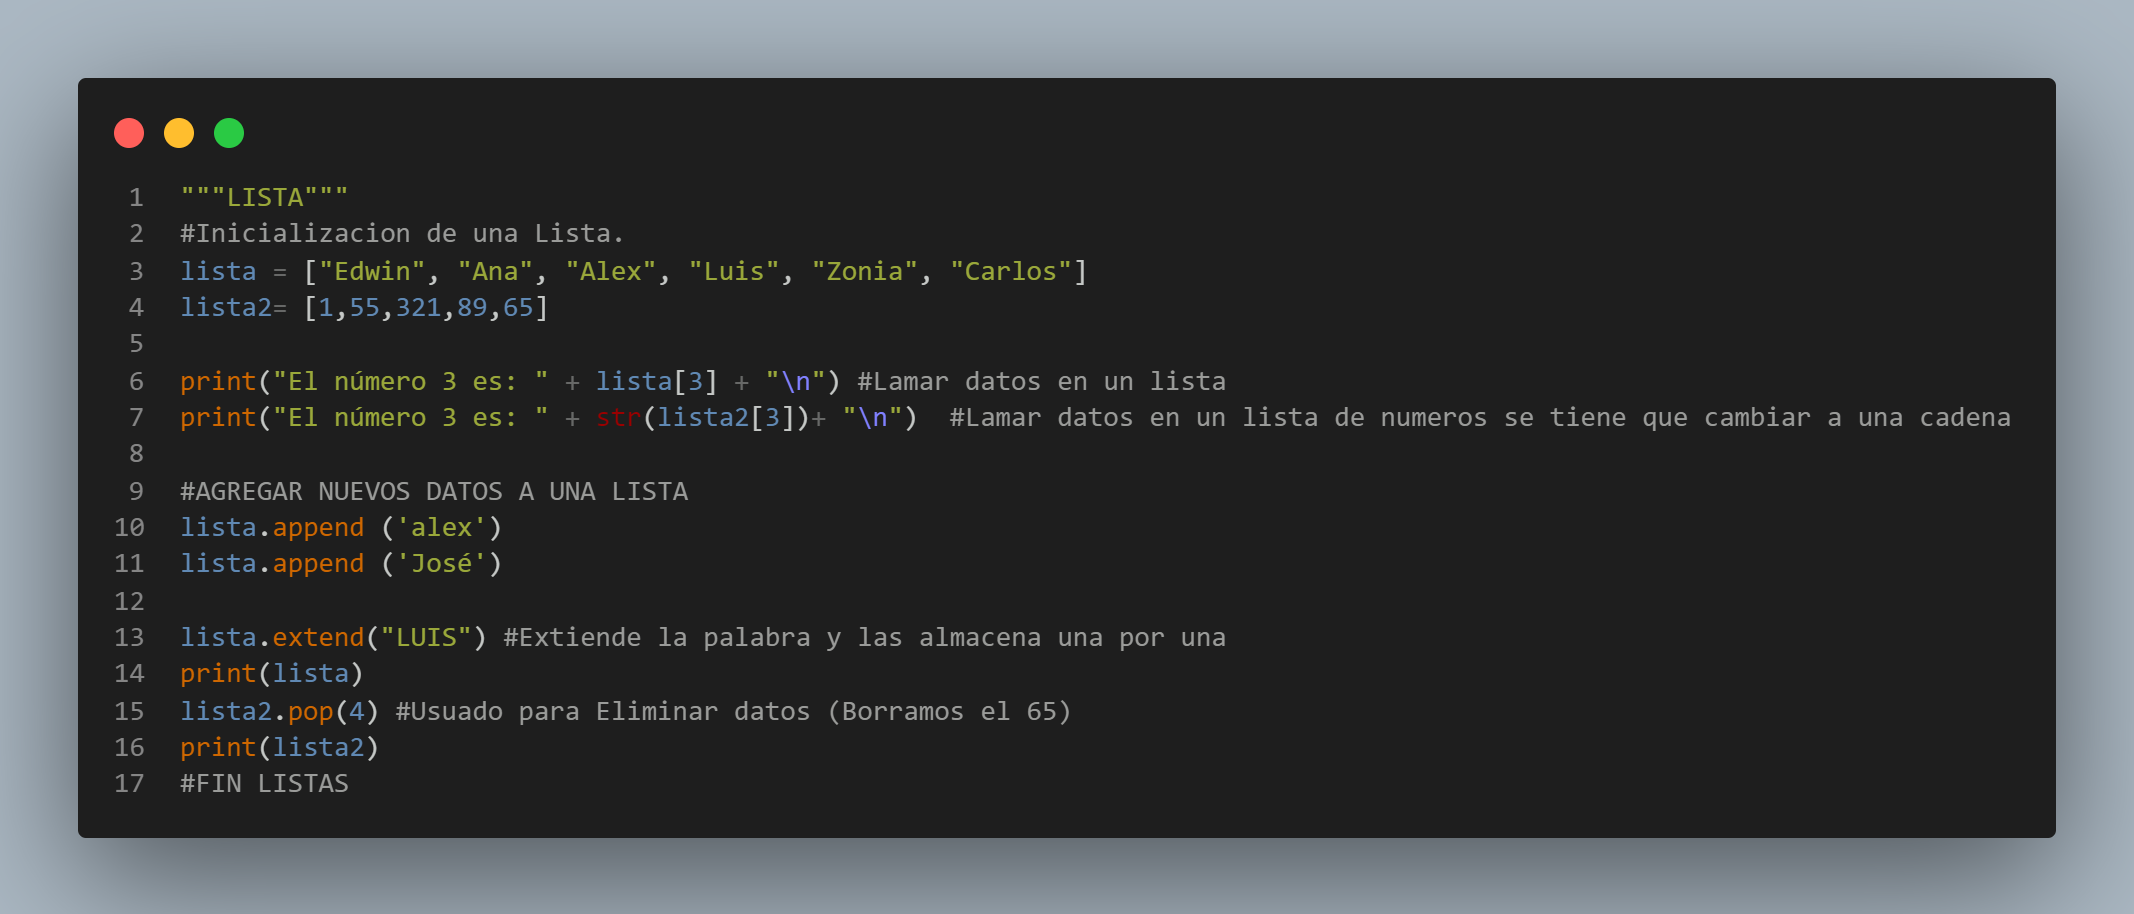 1 """LISTA"""
2 #Inicializacion de una Lista.
3 lista = ["Edwin", "Ana", "Alex", "Luis", "Zonia", "Carlos"]
4 lista2= [1,55,321,89,65]
5
6 print("El número 3 es: " + lista[3] + "\n") #Lamar datos en un lista
7 print("El número 3 es: " + str(lista2[3])+ "\n")  #Lamar datos en un lista de numeros se tiene que cambiar a una cadena
8
9 #AGREGAR NUEVOS DATOS A UNA LISTA
10 lista.append ('alex')
11 lista.append ('José')
12
13 lista.extend("LUIS") #Extiende la palabra y las almacena una por una
14 print(lista)
15 lista2.pop(4) #Usuado para Eliminar datos (Borramos el 65)
16 print(lista2)
17 #FIN LISTAS